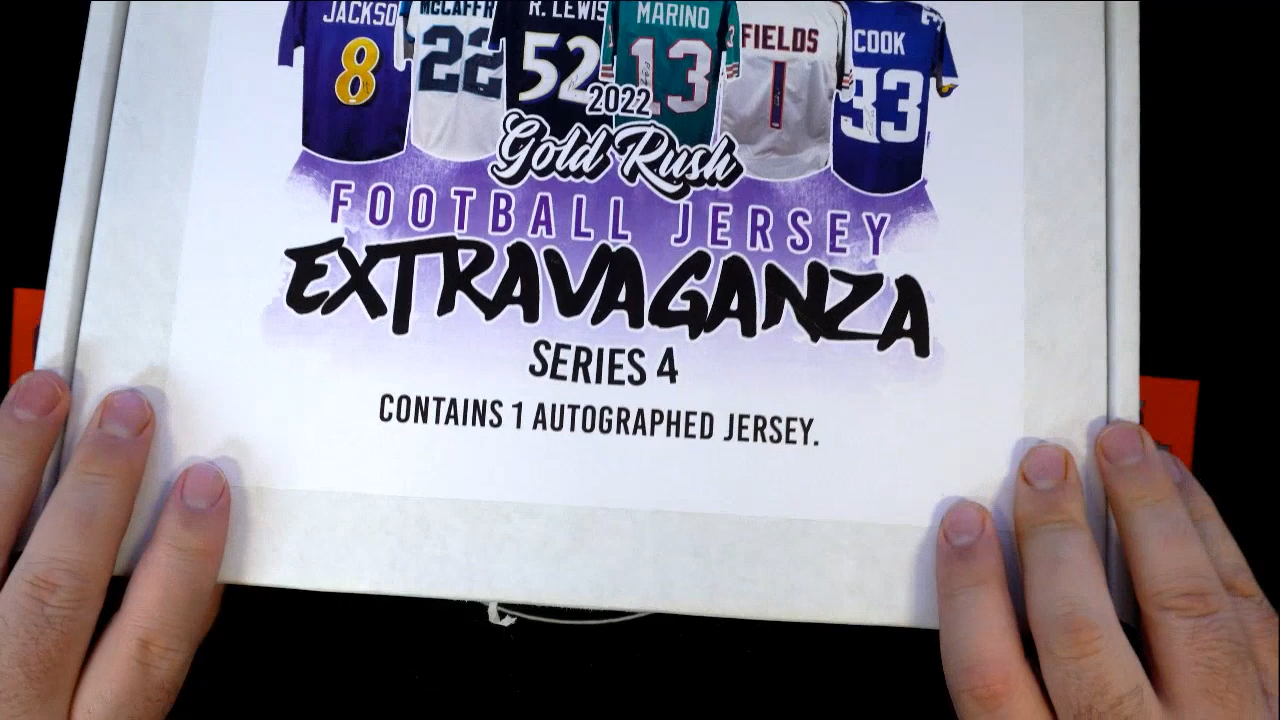 JACKSO McCAFFR R. LEWIS MARINO FIELDS COOK
8 22 52 13 1 33
2022
Gold Rush
FOOTBALL JERSEY
EXTRAVAGANZA
SERIES 4
CONTAINS 1 AUTOGRAPHED JERSEY.